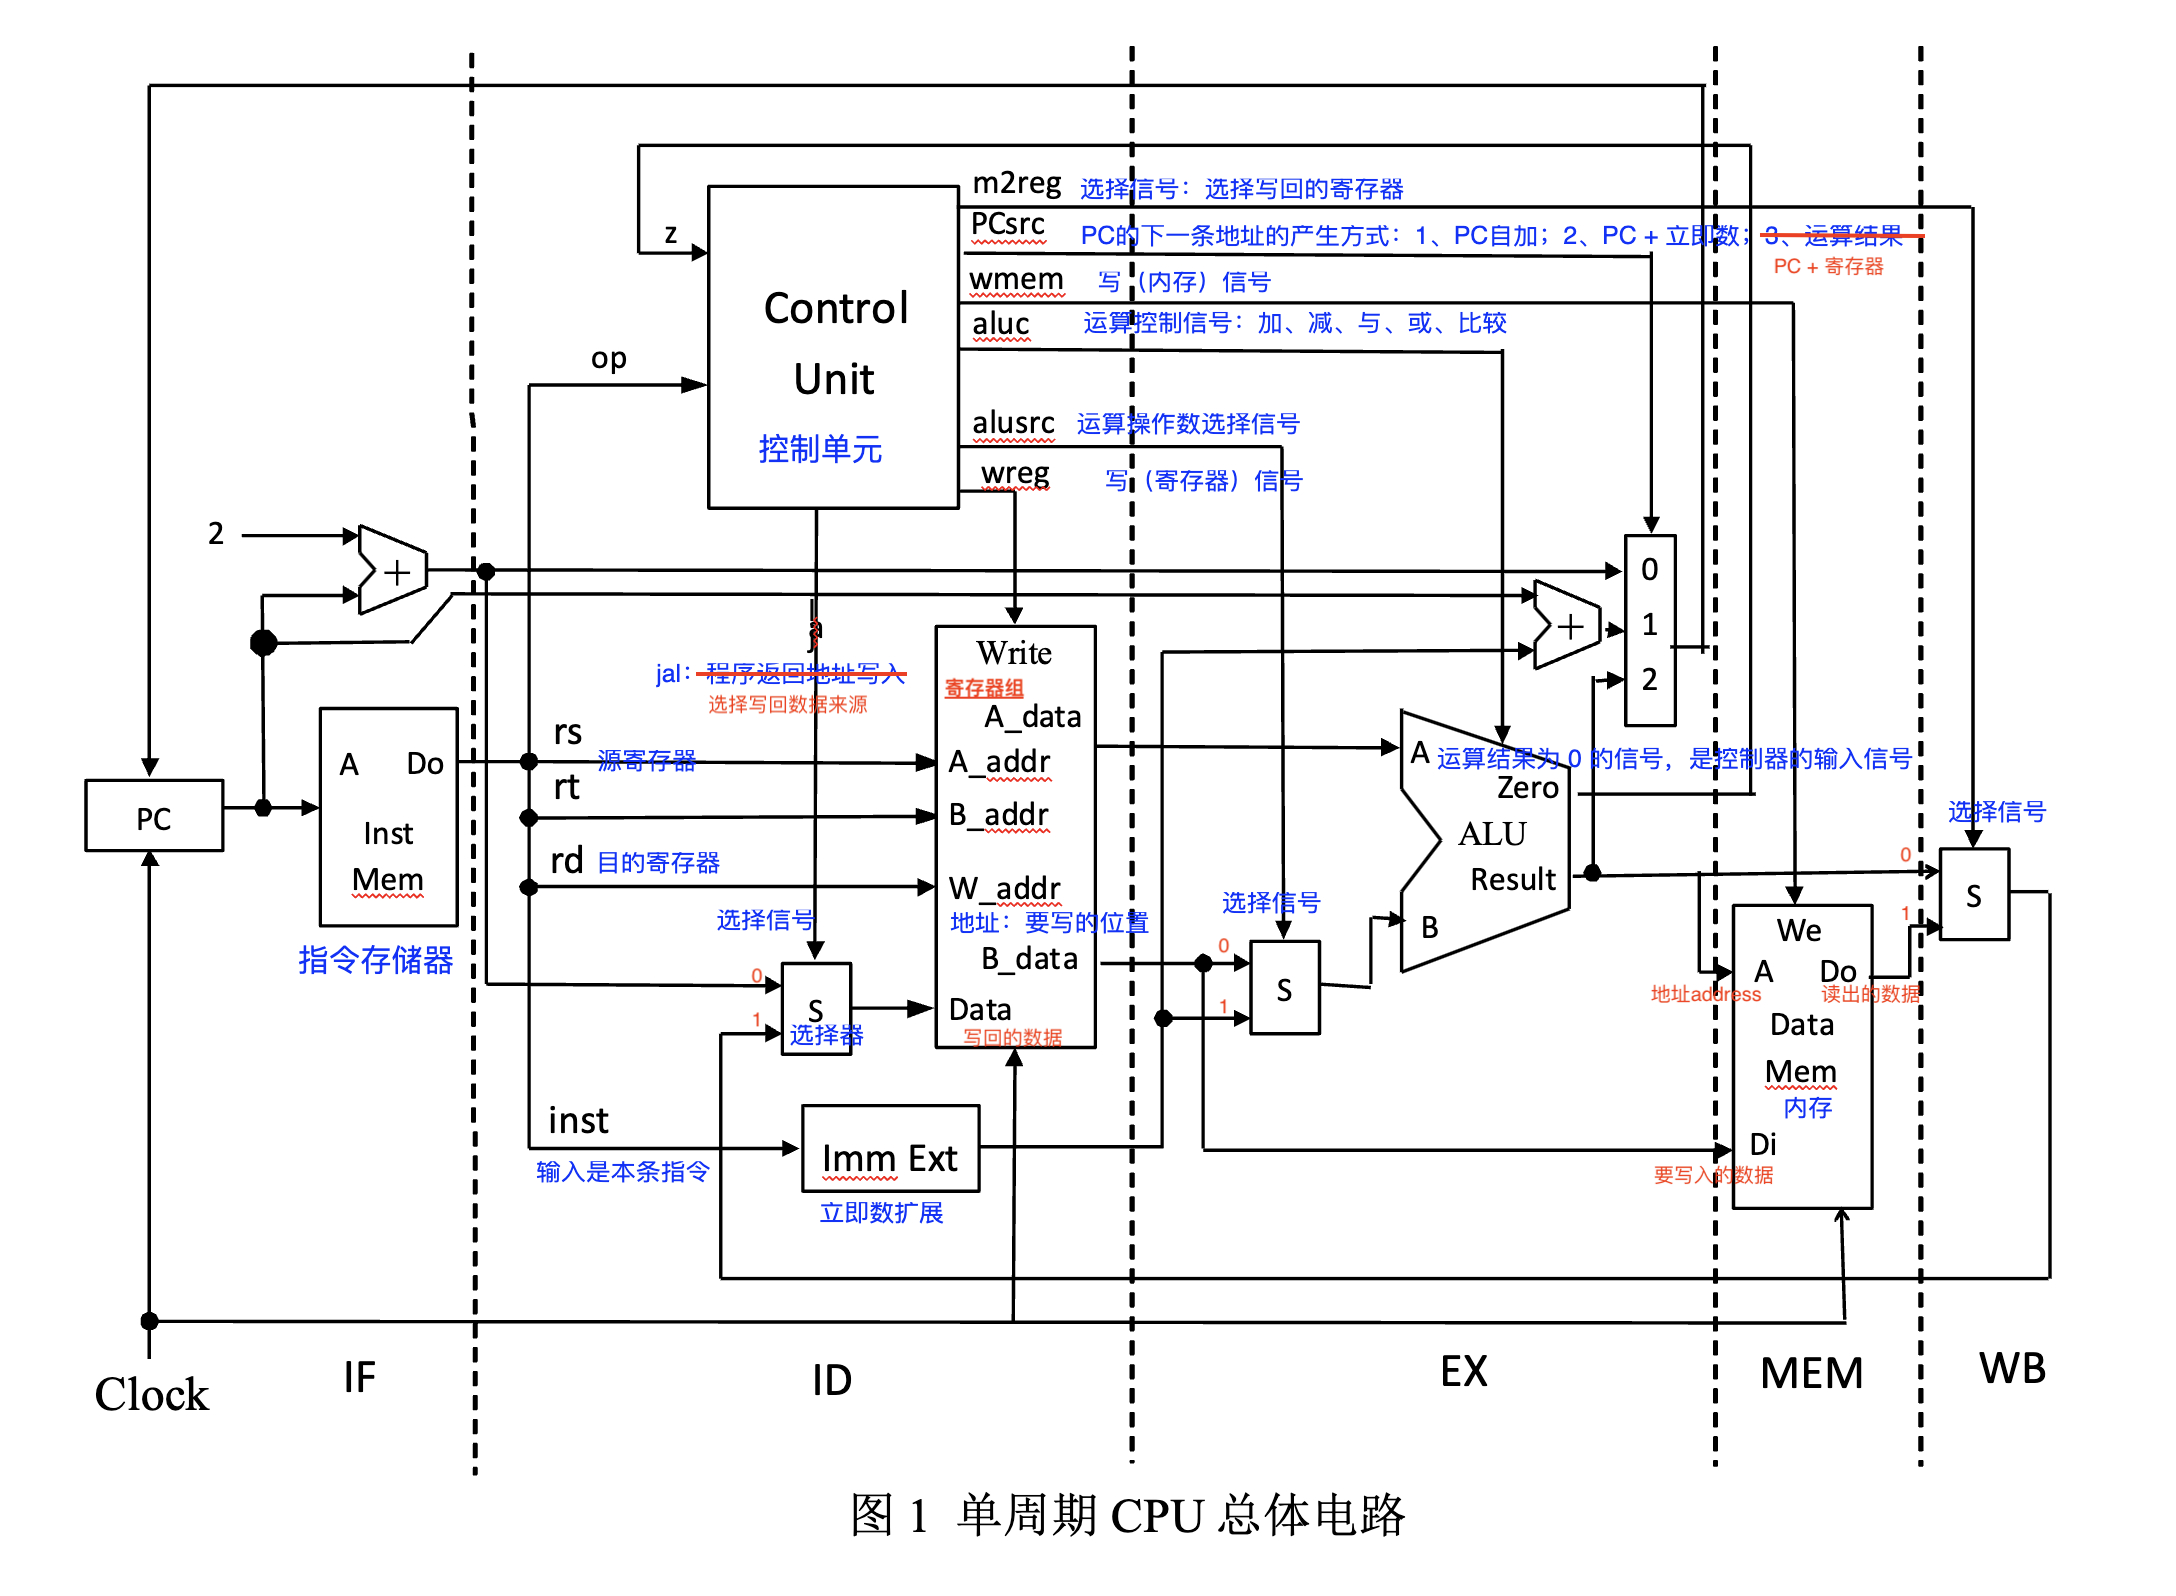 m2reg 选择信号：选择写回的寄存器
PCsrc PC的下一条地址的产生方式：1、PC自加；2、PC + 立即数；3、运算结果
PC + 寄存器
z
wmem 写（内存）信号
aluc 运算控制信号：加、减、与、或、比较
Control
Unit
控制单元
op
alusrc 运算操作数选择信号
wreg 写（寄存器）信号
2
+
0
+
1
2
jal：程序返回地址写入
选择写回数据来源
Write
寄存器组
A_data
rs 源寄存器
A_addr
rt
B_addr
rd 目的寄存器
W_addr
地址：要写的位置
B_data
Data
写回的数据
A Do
Inst
Mem
指令存储器
PC
选择信号
0
1
S
选择器
inst
输入是本条指令
Imm Ext
立即数扩展
A 运算结果为 0 的信号，是控制器的输入信号
Zero
ALU
Result
B
选择信号
0
1
S
We
A Do
地址address 读出的数据
Data
Mem
内存
Di
要写入的数据
选择信号
0
1
S
Clock
IF
ID
EX
MEM
WB
图 1 单周期 CPU 总体电路